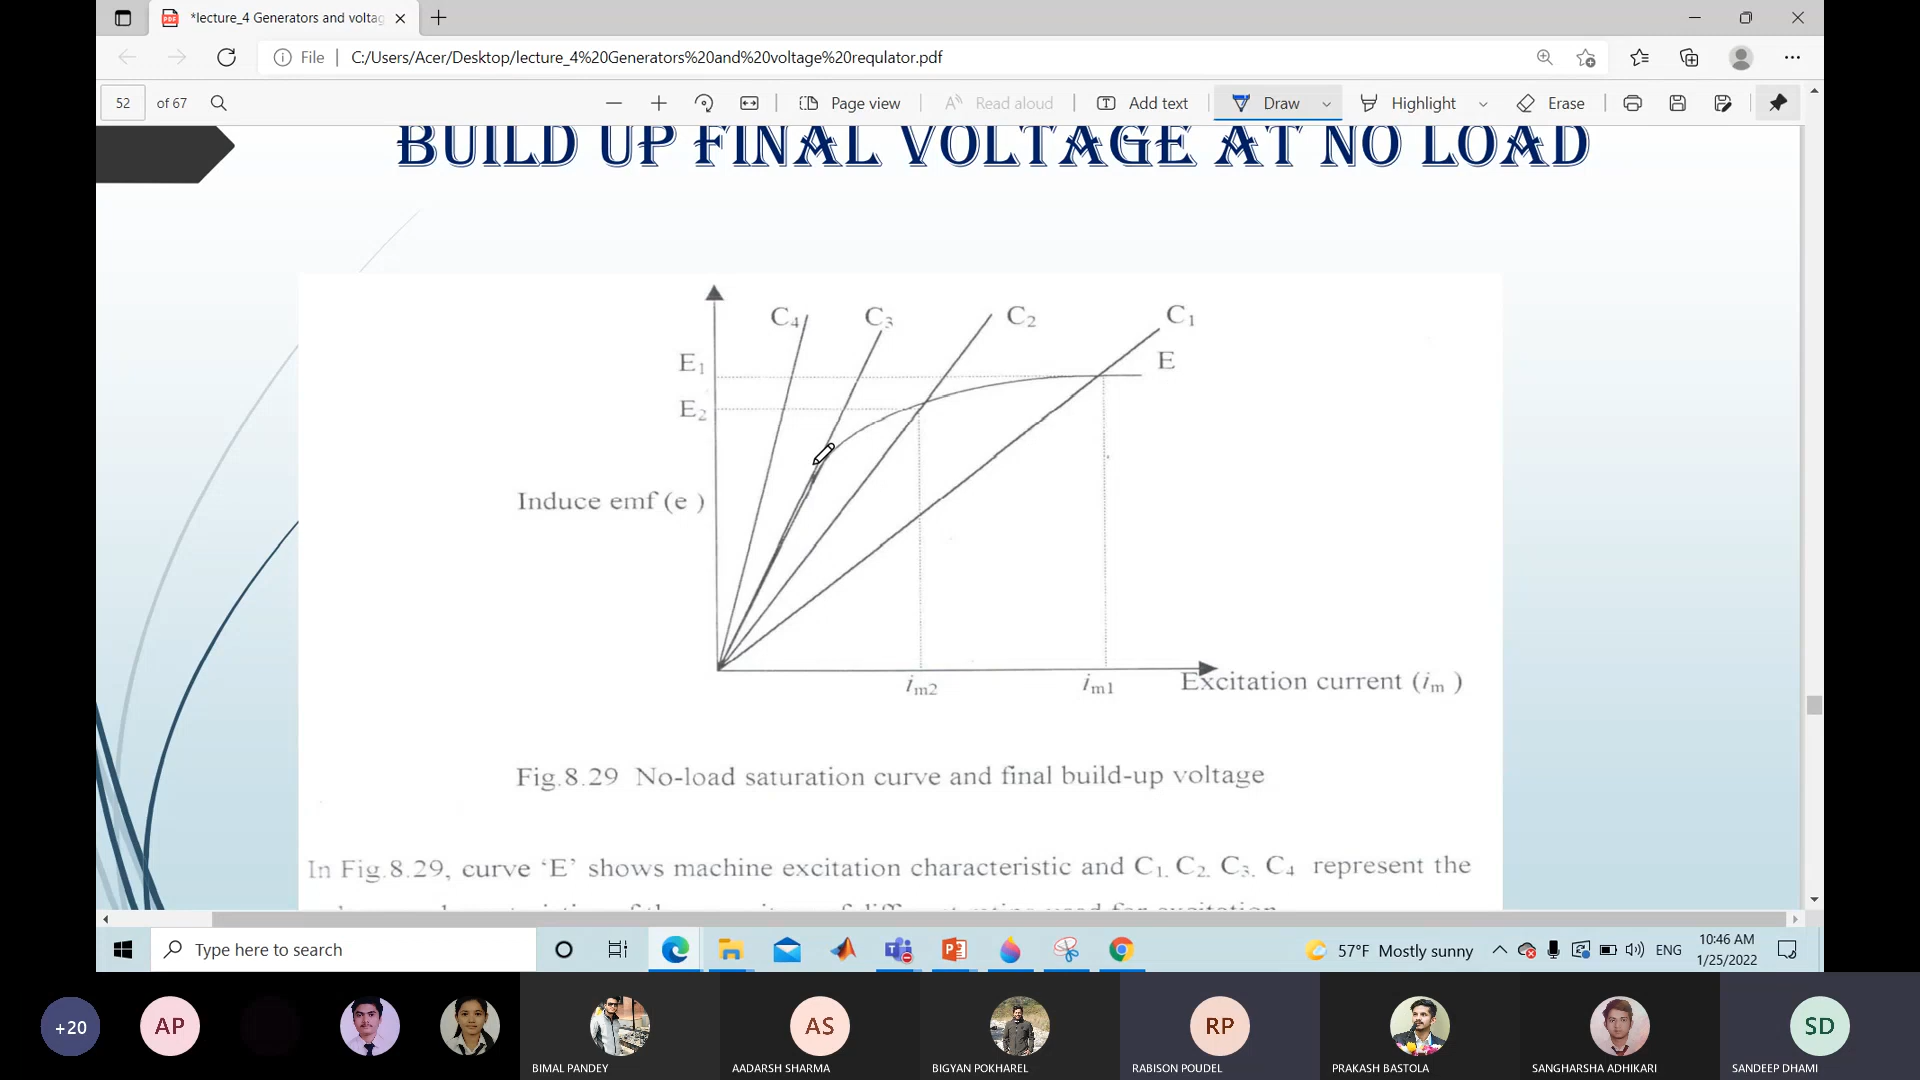 *lecture_4 Generators and voltag
File
C:/Users/Acer/Desktop/lecture_4%20Generators%20and%20voltage%20requlator.pdf
52 of 67
Page view
Read aloud
Add text
Draw
Highlight
Erase
BUILD UP FINAL VOLTAGE AT NO LOAD
C4 C3 C2 C1
E1 E
E2
Induce emf (e )
im2 im1 Excitation current (im )
Fig.8.29 No-load saturation curve and final build-up voltage
In Fig.8.29, curve ‘E’ shows machine excitation characteristic and C1, C2, C3, C4 represent the
Type here to search
57°F Mostly sunny
ENG
10:46 AM
1/25/2022
+20
AP
AS
RP
SD
BIMAL PANDEY
AADARSH SHARMA
BIGYAN POKHAREL
RABISON POUDEL
PRAKASH BASTOLA
SANGHARSHA ADHIKARI
SANDEEP DHAMI